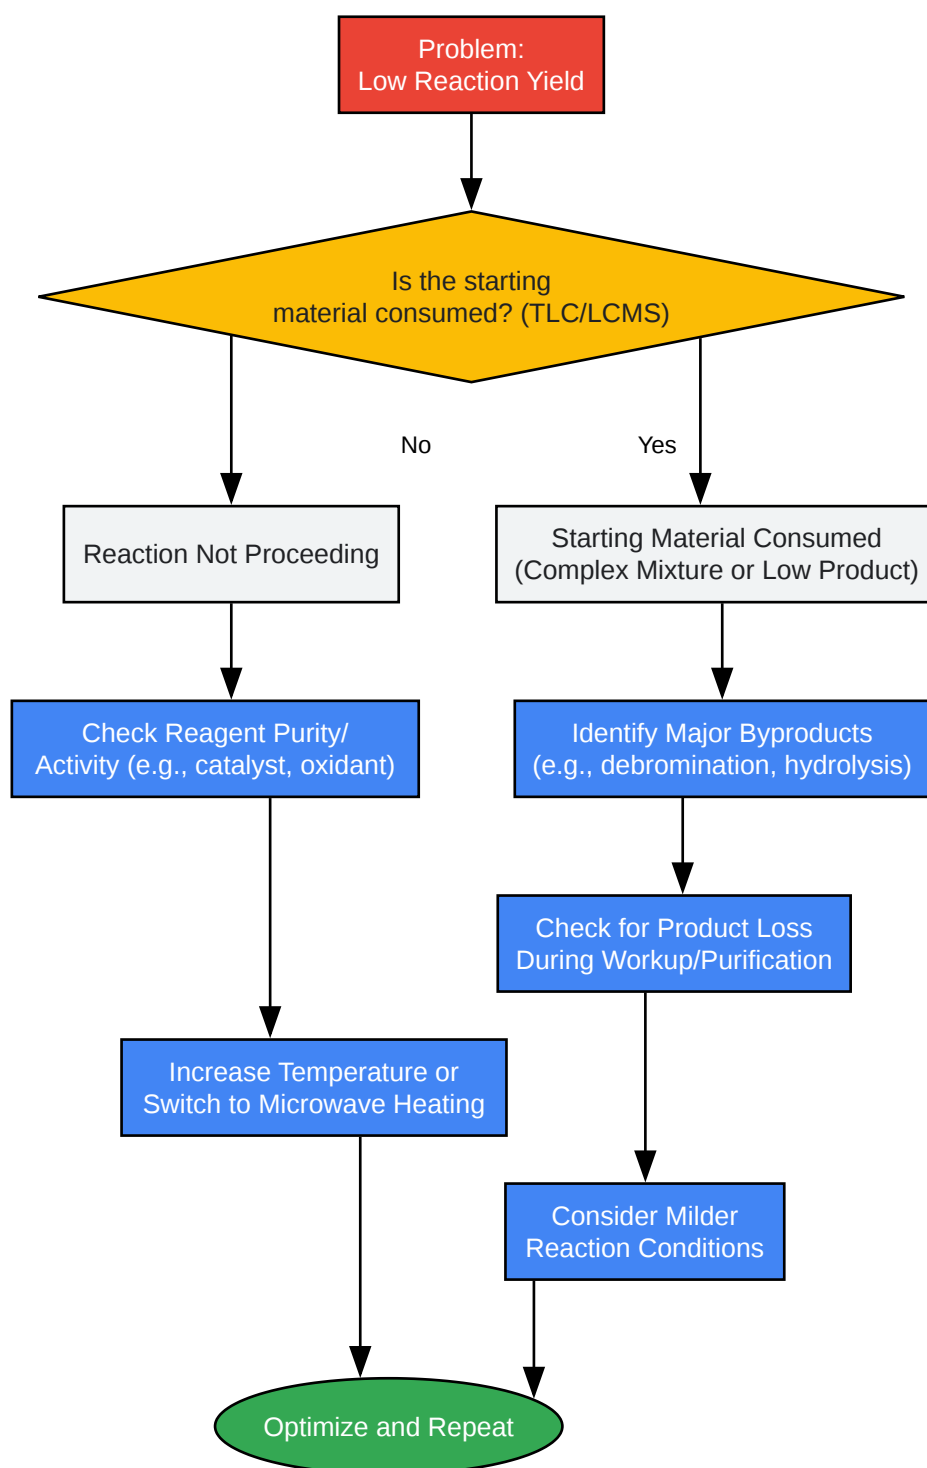 Problem:
Low Reaction Yield
Is the starting
material consumed? (TLC/LCMS)
No
Yes
Reaction Not Proceeding
Starting Material Consumed
(Complex Mixture or Low Product)
Check Reagent Purity/
Activity (e.g., catalyst, oxidant)
Identify Major Byproducts
(e.g., debromination, hydrolysis)
Check for Product Loss
During Workup/Purification
Increase Temperature or
Switch to Microwave Heating
Consider Milder
Reaction Conditions
Optimize and Repeat